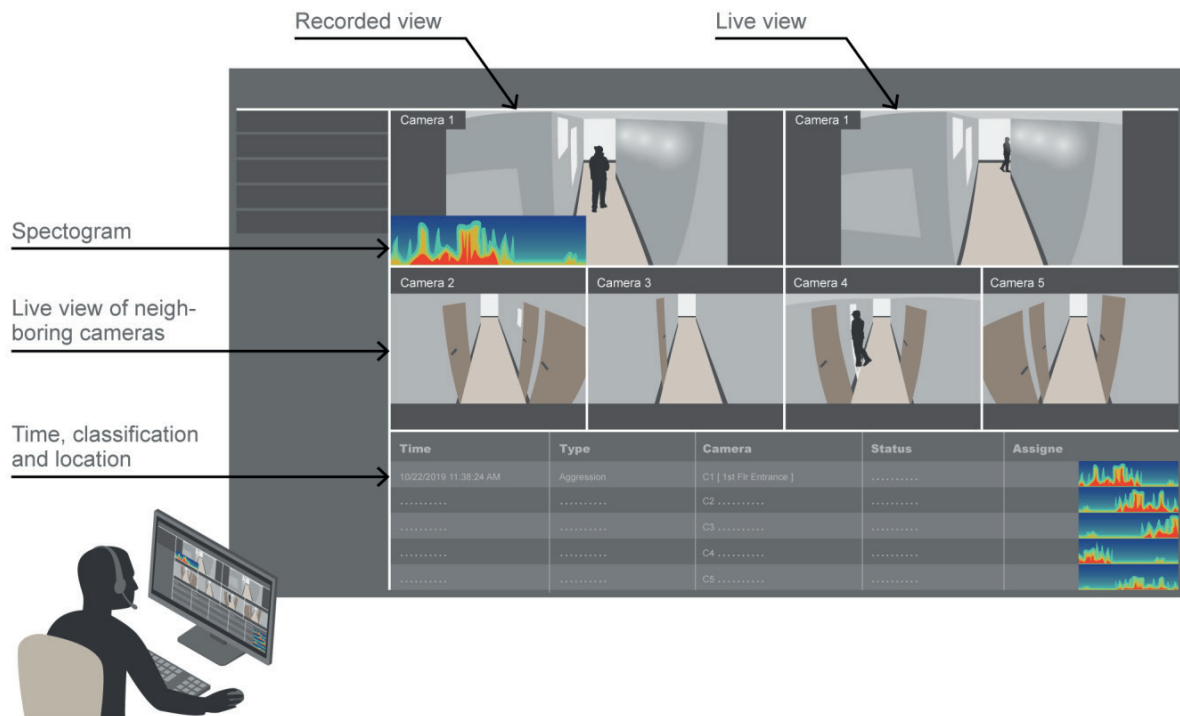 Recorded view
Live view
Camera 1
Camera 1
Spectogram
Camera 2
Camera 3
Camera 4
Camera 5
Live view of neigh-
boring cameras
Time, classification
and location
Time Type Camera Status Assigne
10/22/2019 11:38:24 AM Aggression C1 [ 1st Flr Entrance ] .........
......... ......... C2 .......... .........
......... ......... C3 .......... .........
......... ......... C4 .......... .........
......... ......... C5 .......... .........